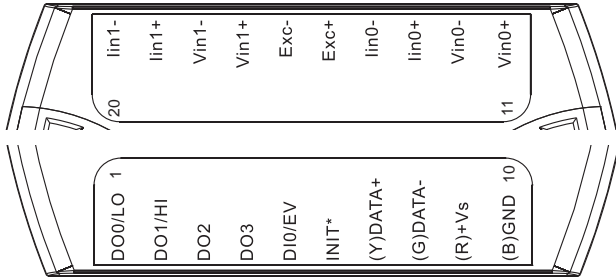 Iin1-
Iin1+
Vin1-
Vin1+
Exc-
Exc+
Iin0-
Iin0+
Vin0-
Vin0+
20
11
1
10
DO0/LO
DO1/HI
DO2
DO3
DI0/EV
INIT*
(Y)DATA+
(G)DATA-
(R)+Vs
(B)GND